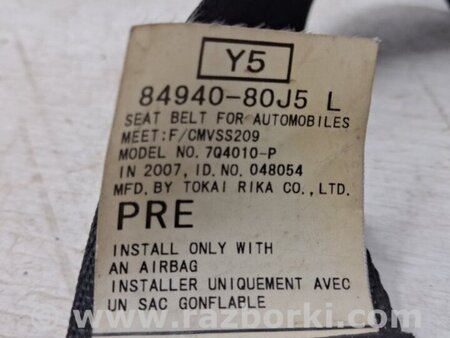 Y5
84940-80J5 L
SEAT BELT FOR AUTOMOBILES
MEET:F/CMVSS209
MODEL NO. 7Q4010-P
IN 2007, ID.NO. 048054
MFD. BY TOKAI RIKA CO., LTD.
PRE
INSTALL ONLY WITH
AN AIRBAG
INSTALLER UNIQUEMENT AVEC
UN SAC GONFLABLE
www.razborki.com